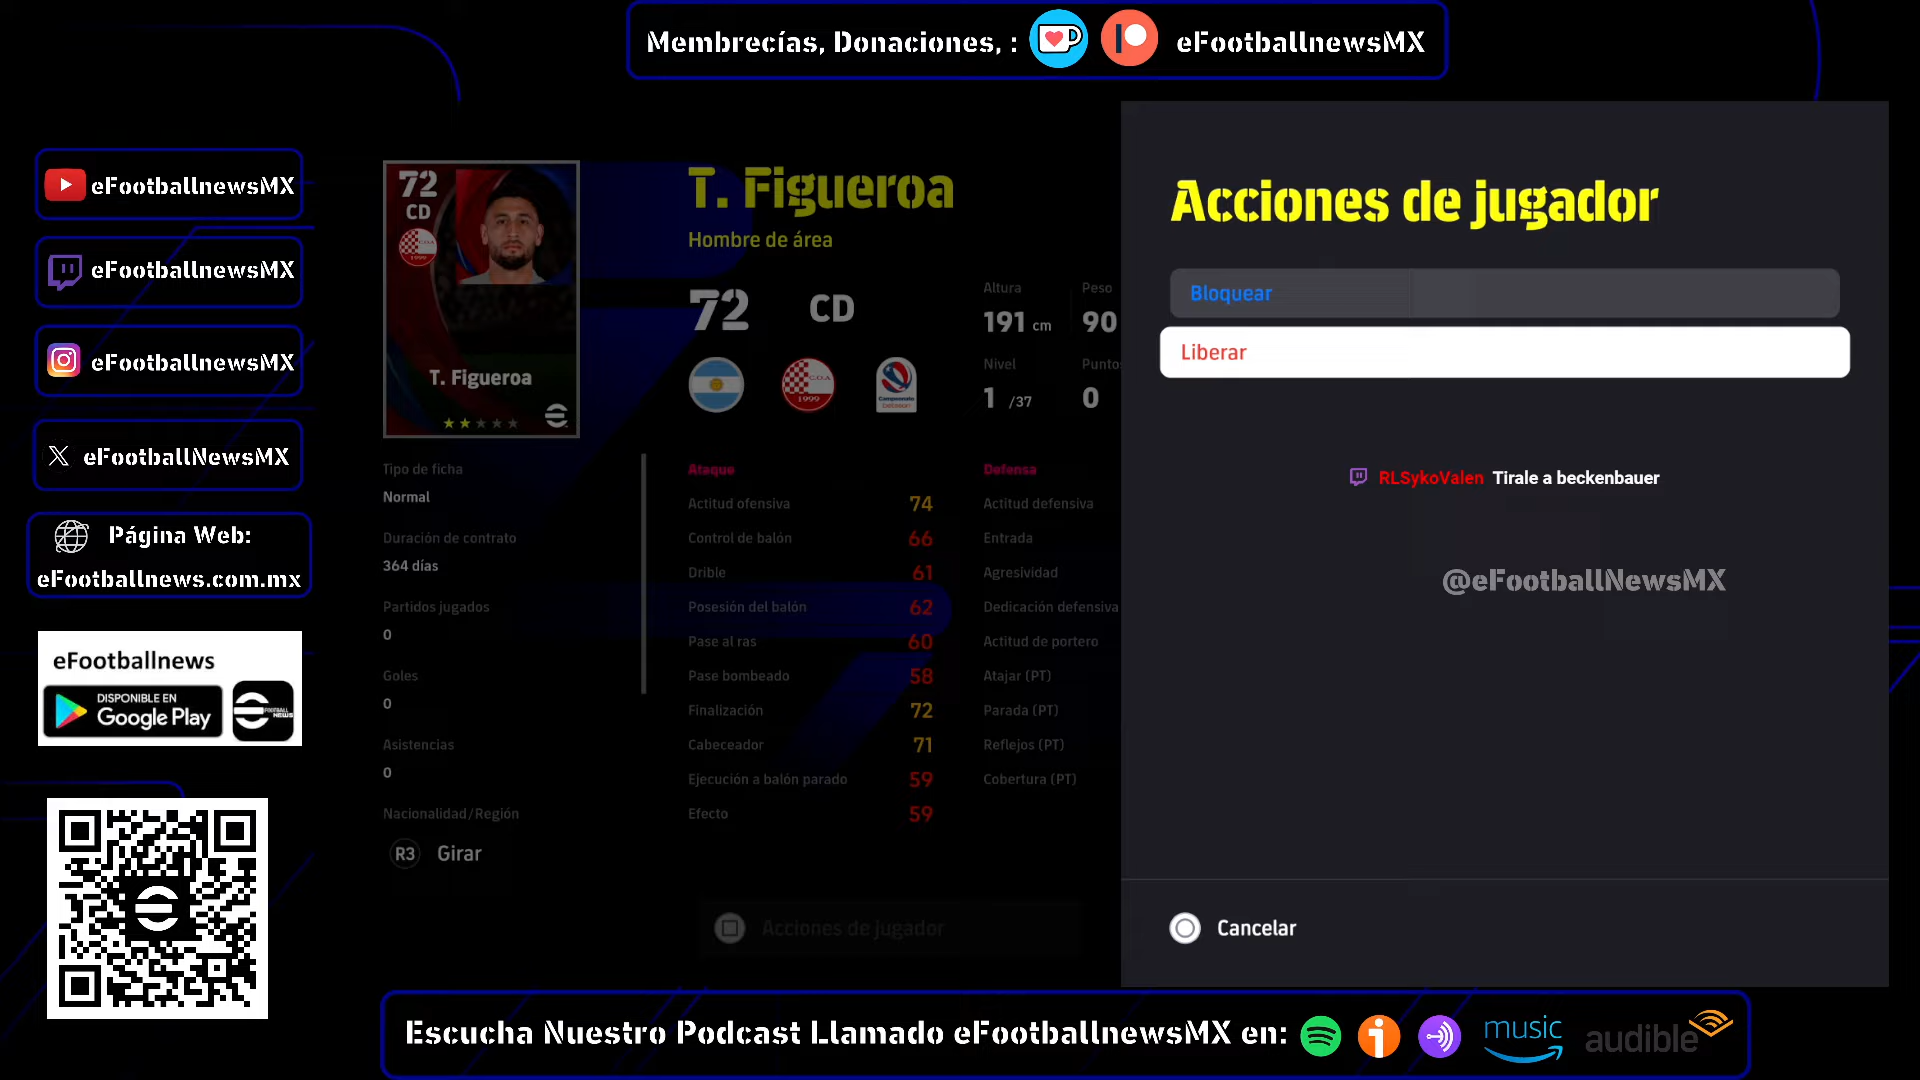 Membrecías, Donaciones, : eFootballnewsMX
eFootballnewsMX
eFootballnewsMX
eFootballnewsMX
eFootballNewsMX
Página Web:
eFootballnews.com.mx
eFootballnews
DISPONIBLE EN
Google Play
72
CD
T. Figueroa
T. Figueroa
Hombre de área
72 CD
Altura Peso
191 cm 90
Nivel Puntos
1 /37 0
1999
1999
Campeonato
Tipo de ficha
Normal
Duración de contrato
364 días
Partidos jugados
0
Goles
0
Asistencias
0
Nacionalidad/Región
R3 Girar
Ataque
Actitud ofensiva 74
Control de balón 66
Drible 61
Posesión del balón 62
Pase al ras 60
Pase bombeado 58
Finalización 72
Cabeceador 71
Ejecución a balón parado 59
Efecto 59
Defensa
Actitud defensiva
Entrada
Agresividad
Dedicación defensiva
Actitud de portero
Atajar (PT)
Parada (PT)
Reflejos (PT)
Cobertura (PT)
Acciones de jugador
Acciones de jugador
Bloquear
Liberar
RLSykoValen Tirale a beckenbauer
@eFootballNewsMX
Cancelar
Escucha Nuestro Podcast Llamado eFootballnewsMX en: music audible